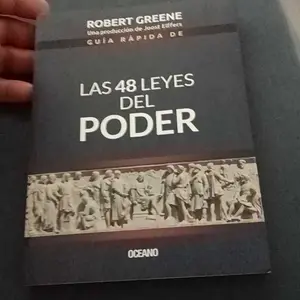 ROBERT GREENE
Una producción de Joost Elffers
GUÍA RÁPIDA DE
LAS 48 LEYES
DEL
PODER
OCEANO